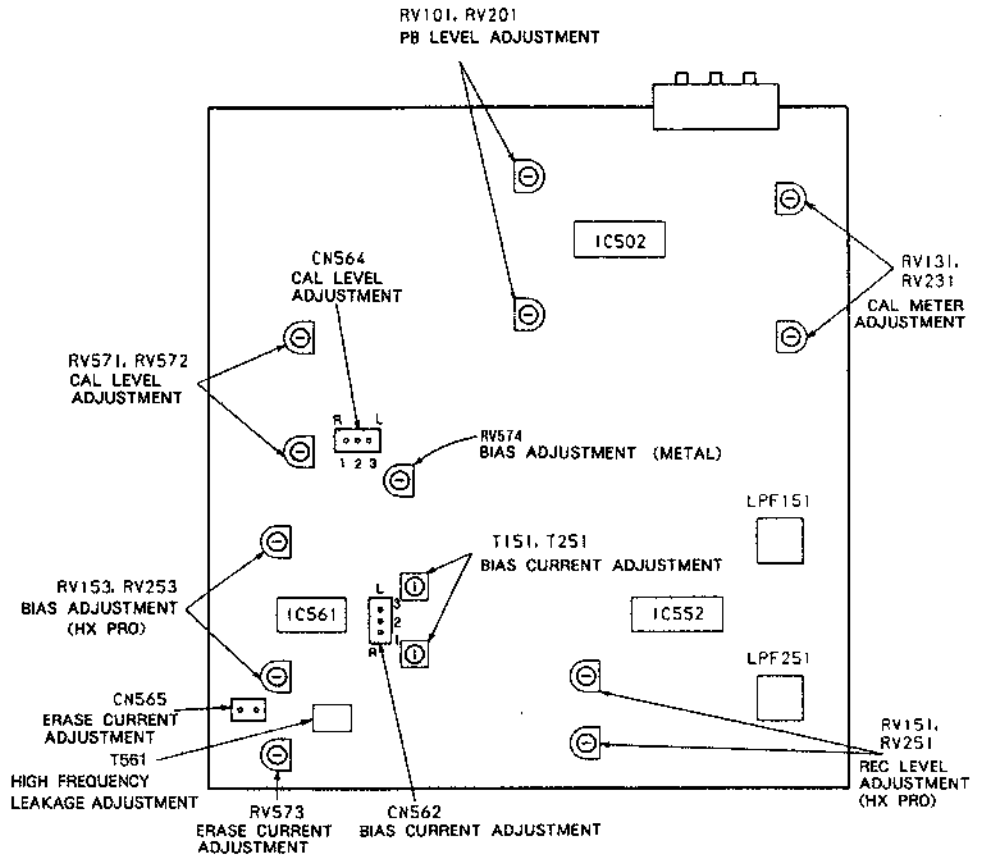 RV101, RV201
PB LEVEL ADJUSTMENT
IC502
CN564
CAL LEVEL
ADJUSTMENT
RV131,
RV231
CAL METER
ADJUSTMENT
RV571, RV572
CAL LEVEL
ADJUSTMENT
R L
1 2 3
RV574
BIAS ADJUSTMENT (METAL)
LPF151
T151, T251
BIAS CURRENT ADJUSTMENT
RV153, RV253
BIAS ADJUSTMENT
(HX PRO)
IC561
L
3
2
1
R
IC552
LPF251
CN565
ERASE CURRENT
ADJUSTMENT
T561
HIGH FREQUENCY
LEAKAGE ADJUSTMENT
RV151,
RV251
REC LEVEL
ADJUSTMENT
(HX PRO)
RV573
ERASE CURRENT
ADJUSTMENT
CN562
BIAS CURRENT ADJUSTMENT